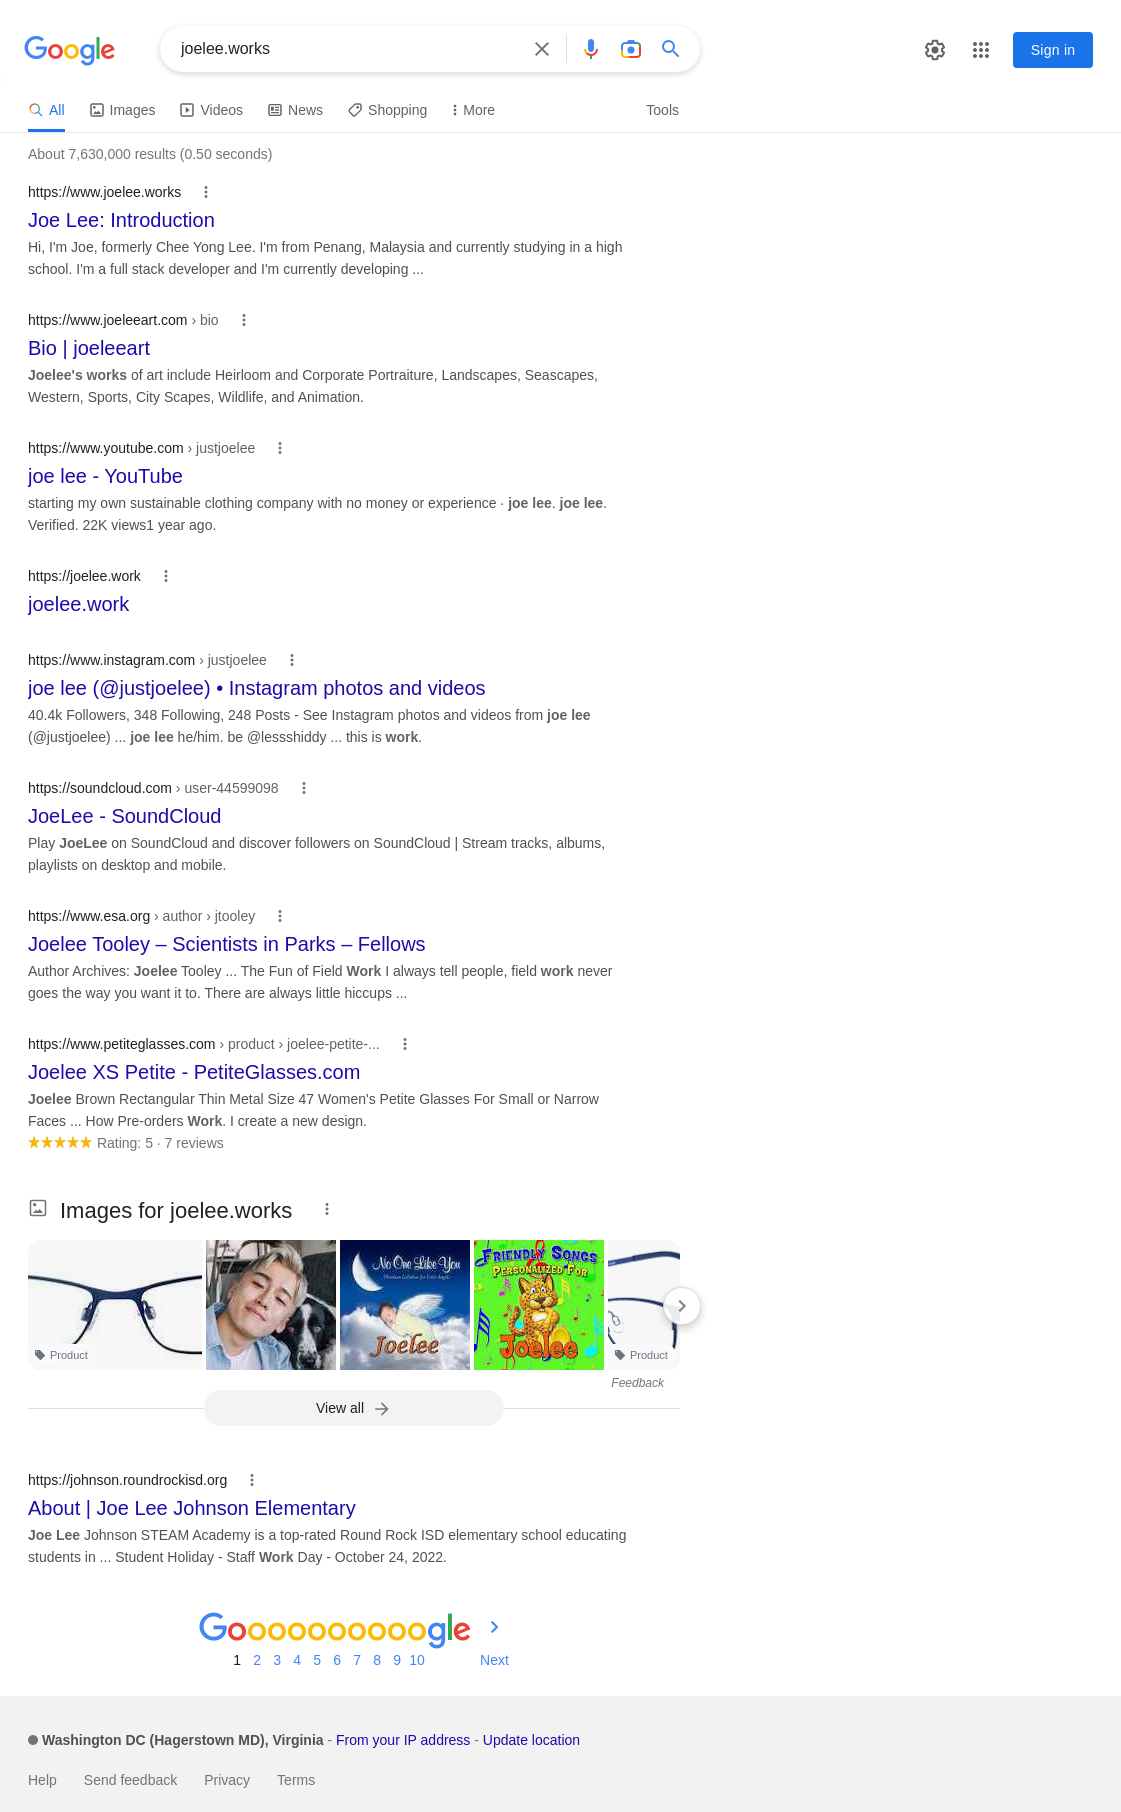 Google
joelee.works
Sign in
All
Images
Videos
News
Shopping
More
Tools
About 7,630,000 results (0.50 seconds)
https://www.joelee.works
Joe Lee: Introduction
Hi, I'm Joe, formerly Chee Yong Lee. I'm from Penang, Malaysia and currently studying in a high
school. I'm a full stack developer and I'm currently developing ...
https://www.joeleeart.com › bio
Bio | joeleeart
Joelee's works of art include Heirloom and Corporate Portraiture, Landscapes, Seascapes,
Western, Sports, City Scapes, Wildlife, and Animation.
https://www.youtube.com › justjoelee
joe lee - YouTube
starting my own sustainable clothing company with no money or experience · joe lee. joe lee.
Verified. 22K views1 year ago.
https://joelee.work
joelee.work
https://www.instagram.com › justjoelee
joe lee (@justjoelee) • Instagram photos and videos
40.4k Followers, 348 Following, 248 Posts - See Instagram photos and videos from joe lee
(@justjoelee) ... joe lee he/him. be @lessshiddy ... this is work.
https://soundcloud.com › user-44599098
JoeLee - SoundCloud
Play JoeLee on SoundCloud and discover followers on SoundCloud | Stream tracks, albums,
playlists on desktop and mobile.
https://www.esa.org › author › jtooley
Joelee Tooley – Scientists in Parks – Fellows
Author Archives: Joelee Tooley ... The Fun of Field Work I always tell people, field work never
goes the way you want it to. There are always little hiccups ...
https://www.petiteglasses.com › product › joelee-petite-...
Joelee XS Petite - PetiteGlasses.com
Joelee Brown Rectangular Thin Metal Size 47 Women's Petite Glasses For Small or Narrow
Faces ... How Pre-orders Work. I create a new design.
Rating: 5 · 7 reviews
Images for joelee.works
No One Like You
Christian Lullabies for Little Angels
Joelee
FRIENDLY SONGS
PERSONALIZED FOR
Joelee
Product
Product
Feedback
View all
https://johnson.roundrockisd.org
About | Joe Lee Johnson Elementary
Joe Lee Johnson STEAM Academy is a top-rated Round Rock ISD elementary school educating
students in ... Student Holiday - Staff Work Day - October 24, 2022.
Goooooooooogle
1 2 3 4 5 6 7 8 9 10 Next
Washington DC (Hagerstown MD), Virginia - From your IP address - Update location
Help Send feedback Privacy Terms